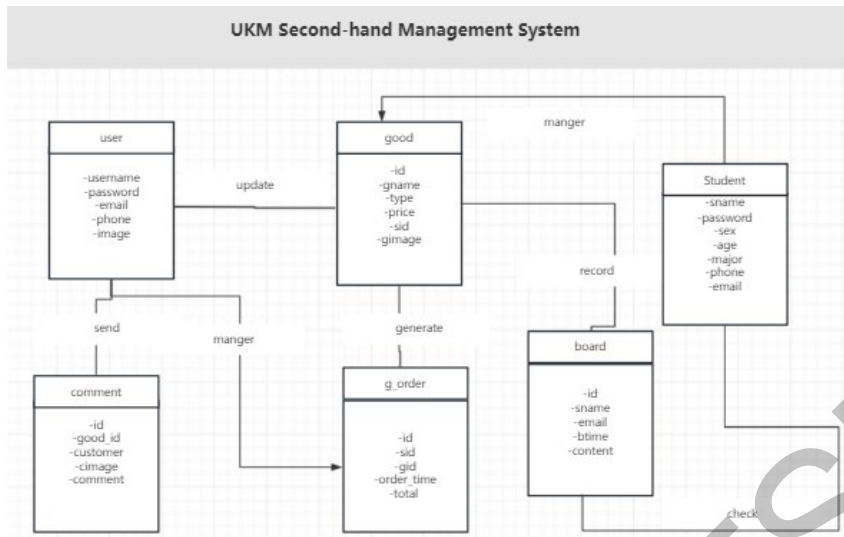 UKM Second-hand Management System
user
-username
-password
-email
-phone
-image
update
good
-id
-gname
-type
-price
-sid
-gimage
manger
Student
-sname
-password
-sex
-age
-major
-phone
-email
record
send
manger
generate
comment
-id
-good_id
-customer
-cimage
-comment
g_order
-id
-sid
-gid
-order_time
-total
board
-id
-sname
-email
-btime
-content
check